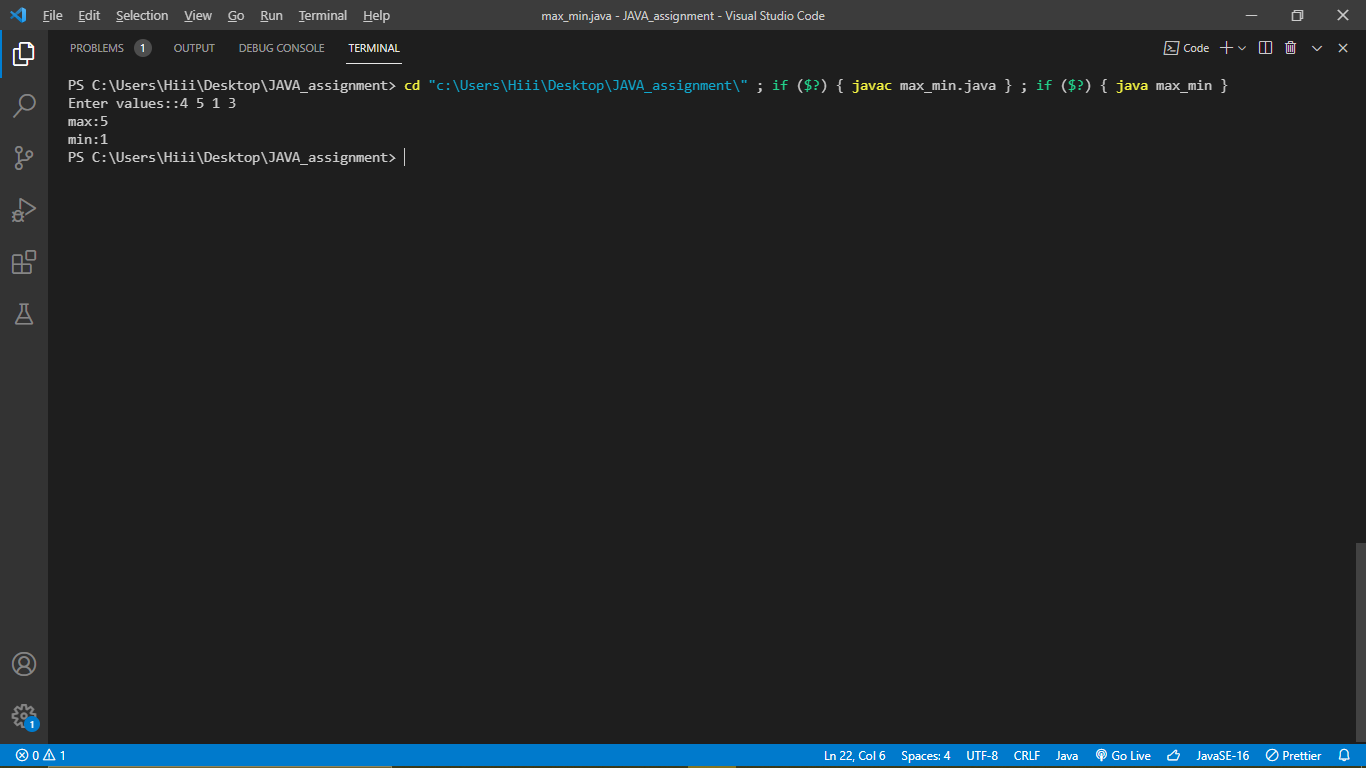 File Edit Selection View Go Run Terminal Help max_min.java - JAVA_assignment - Visual Studio Code
PROBLEMS 1 OUTPUT DEBUG CONSOLE TERMINAL Code
PS C:\Users\Hiii\Desktop\JAVA_assignment> cd "c:\Users\Hiii\Desktop\JAVA_assignment\" ; if ($?) { javac max_min.java } ; if ($?) { java max_min }
Enter values::4 5 1 3
max:5
min:1
PS C:\Users\Hiii\Desktop\JAVA_assignment>
1
0 1 Ln 22, Col 6 Spaces: 4 UTF-8 CRLF Java Go Live JavaSE-16 Prettier